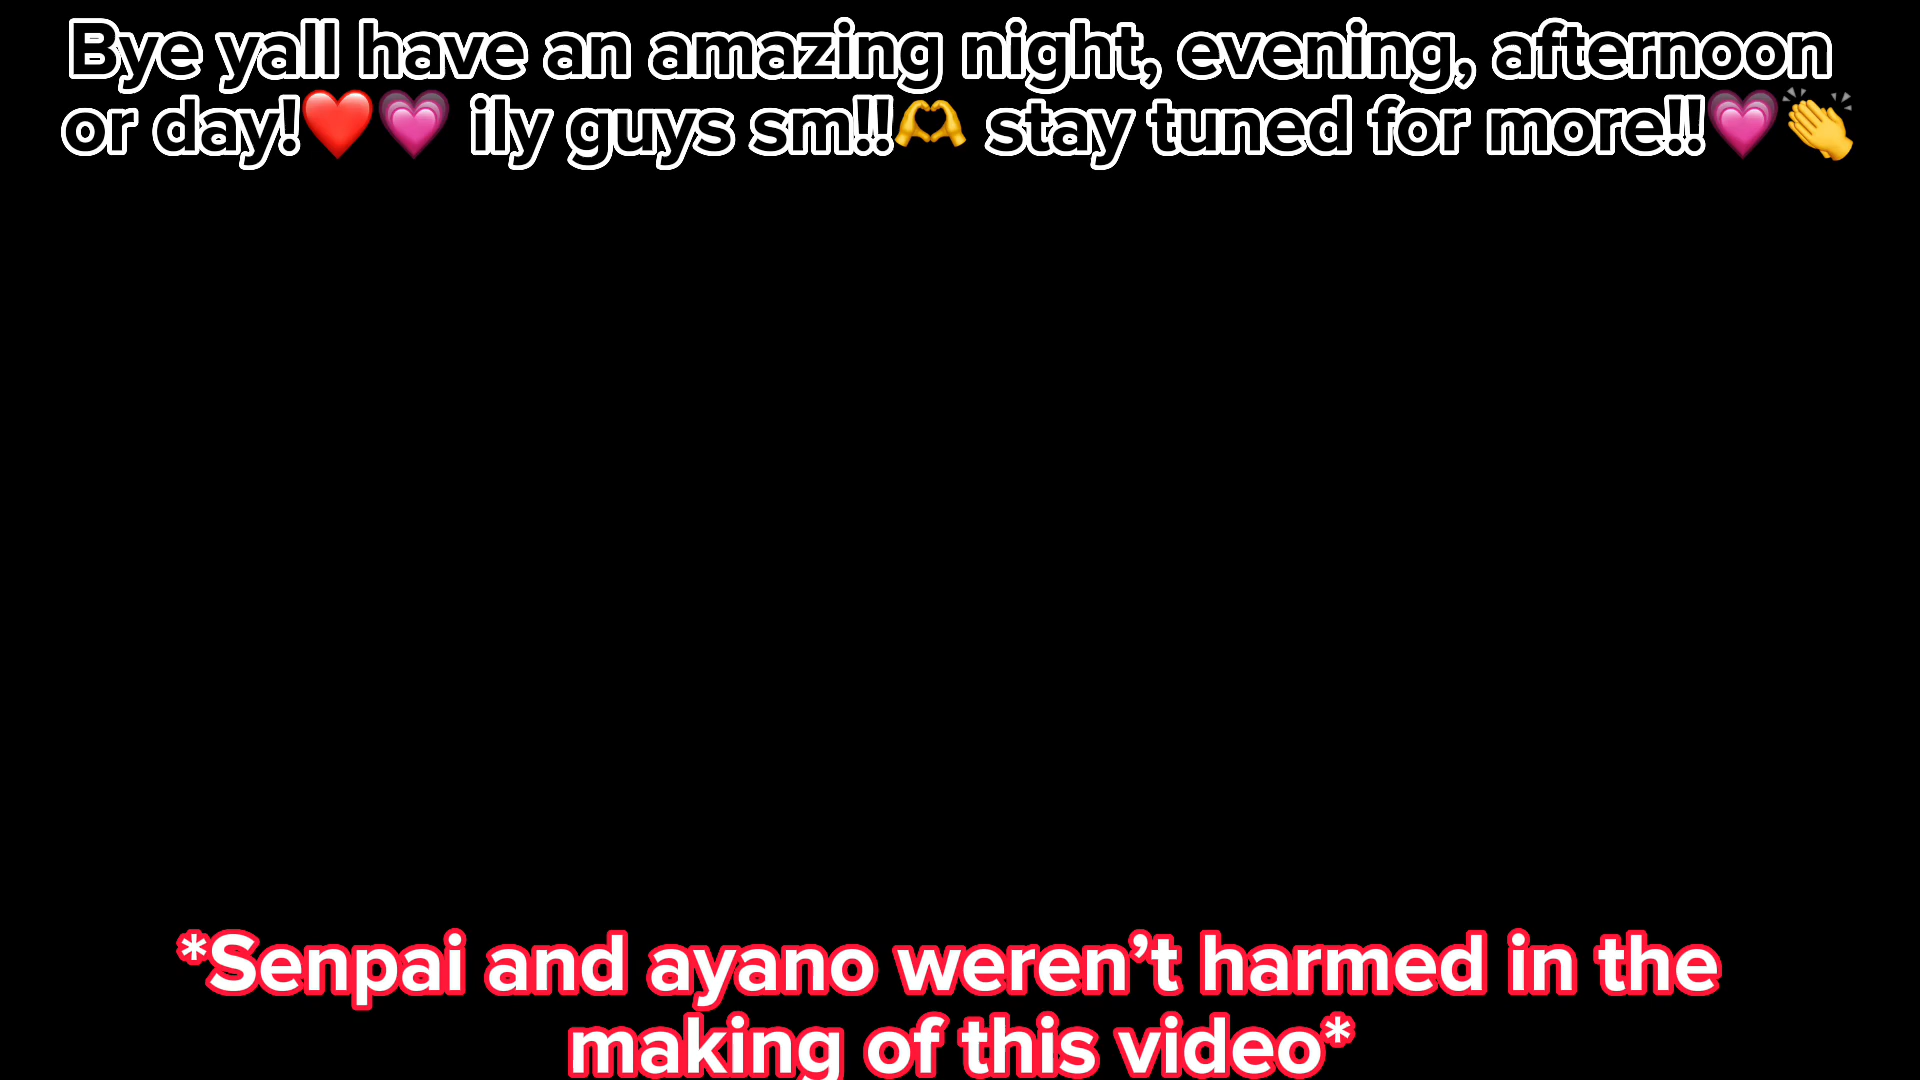 Bye yall have an amazing night, evening, afternoon
or day!❤️💗 ily guys sm!!🫶 stay tuned for more!!💗👏
*Senpai and ayano weren’t harmed in the
making of this video*